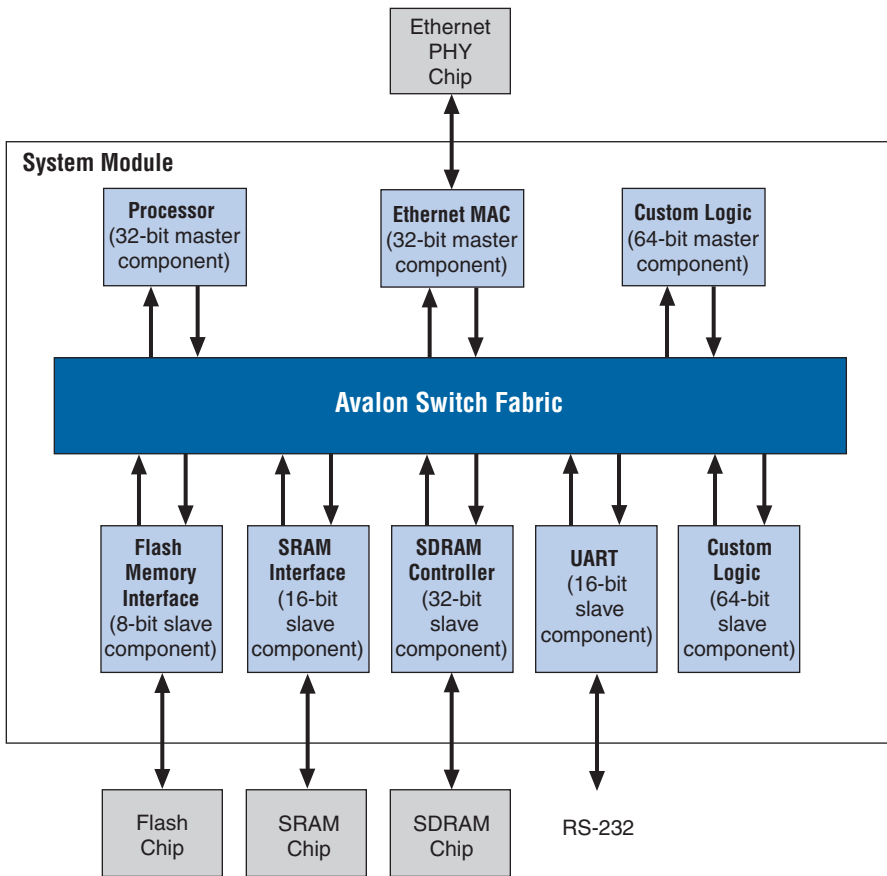 Ethernet
PHY
Chip
System Module
Processor
(32-bit master
component)
Ethernet MAC
(32-bit master
component)
Custom Logic
(64-bit master
component)
Avalon Switch Fabric
Flash
Memory
Interface
(8-bit slave
component)
SRAM
Interface
(16-bit
slave
component)
SDRAM
Controller
(32-bit
slave
component)
UART
(16-bit
slave
component)
Custom
Logic
(64-bit
slave
component)
Flash
Chip
SRAM
Chip
SDRAM
Chip
RS-232